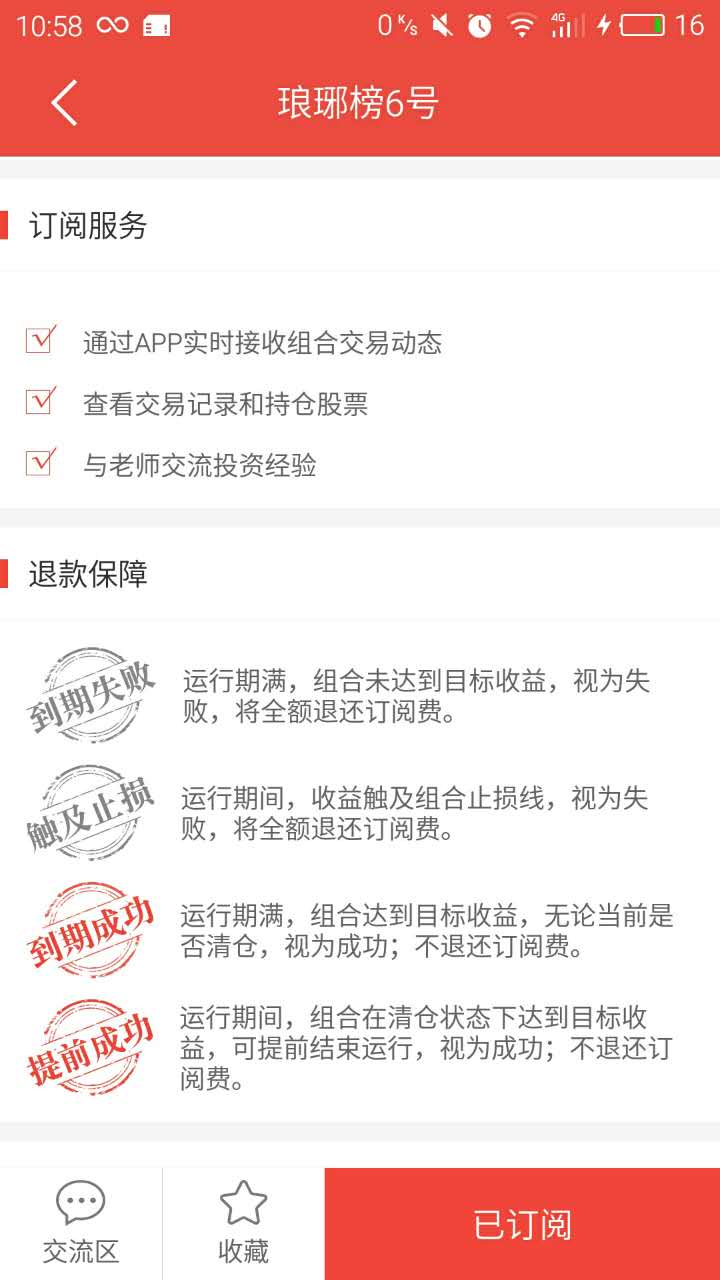 10:58
0 K/s
4G
16
琅琊榜6号
订阅服务
通过APP实时接收组合交易动态
查看交易记录和持仓股票
与老师交流投资经验
退款保障
到期失败
运行期满，组合未达到目标收益，视为失
败，将全额退还订阅费。
触及止损
运行期间，收益触及组合止损线，视为失
败，将全额退还订阅费。
到期成功
运行期满，组合达到目标收益，无论当前是
否清仓，视为成功；不退还订阅费。
提前成功
运行期间，组合在清仓状态下达到目标收
益，可提前结束运行，视为成功；不退还订
阅费。
交流区
收藏
已订阅